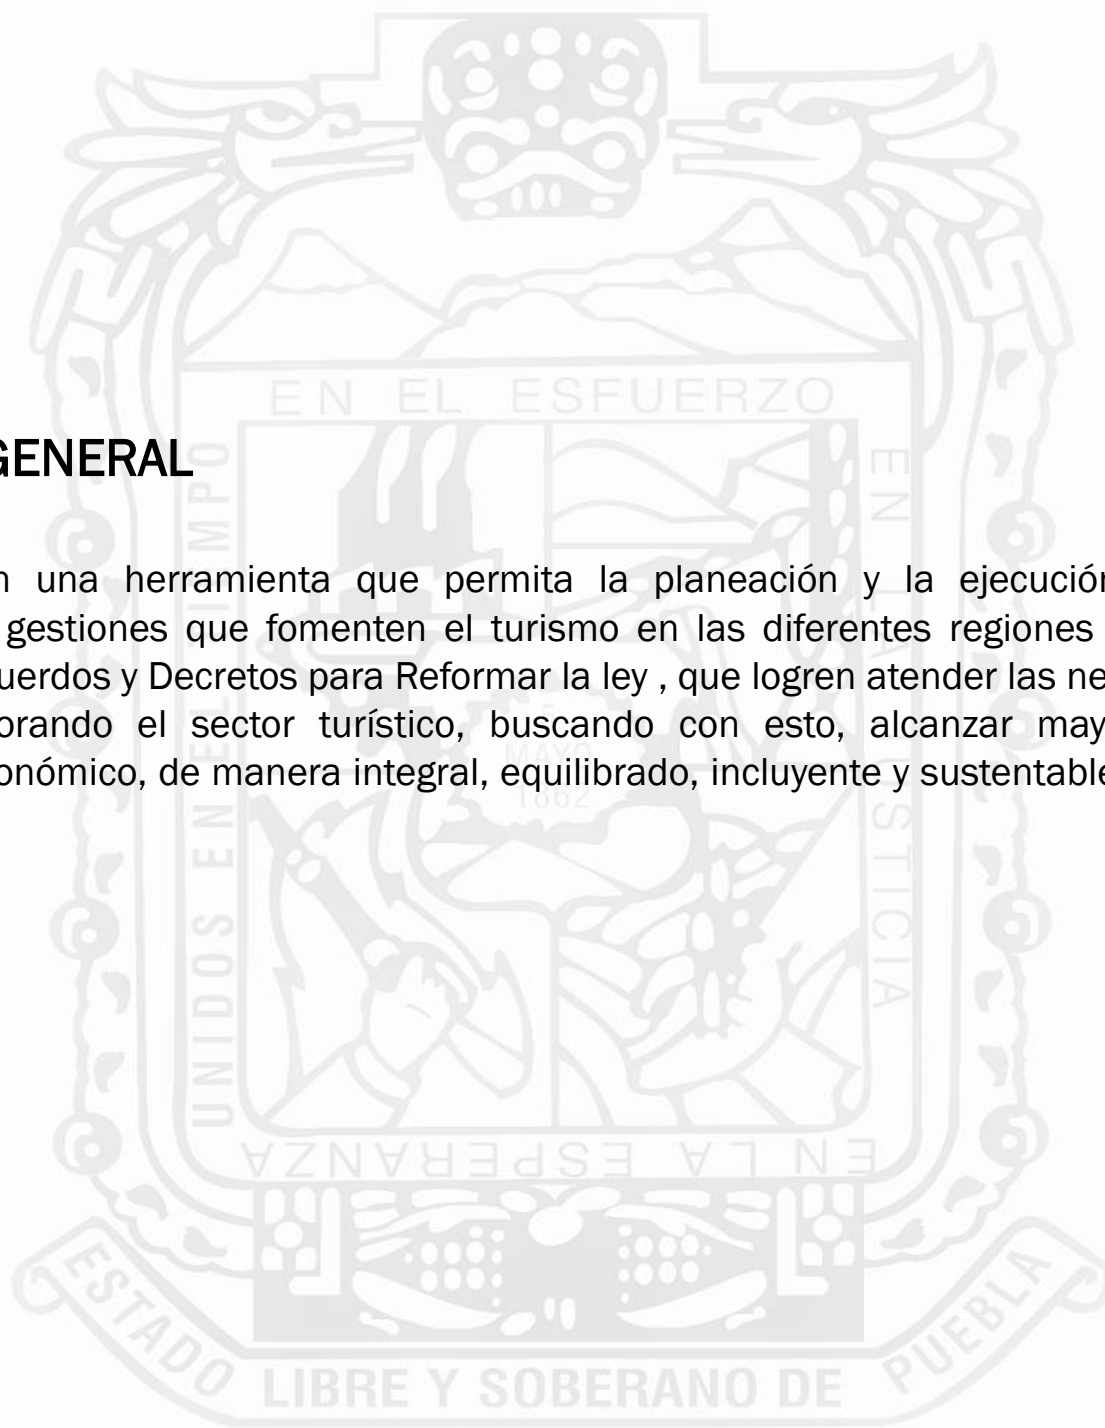 EN EL ESFUERZO
GENERAL
una herramienta que permita la planeación y la ejecución
gestiones que fomenten el turismo en las diferentes regiones
uerdos y Decretos para Reformar la ley , que logren atender las ne
orando el sector turístico, buscando con esto, alcanzar may
onómico, de manera integral, equilibrado, incluyente y sustentable
5
MAYO
1862
UNIDOS EN EL TIEMPO
EN LA JUSTICIA
EN LA ESPERANZA
ESTADO LIBRE Y SOBERANO DE PUEBLA